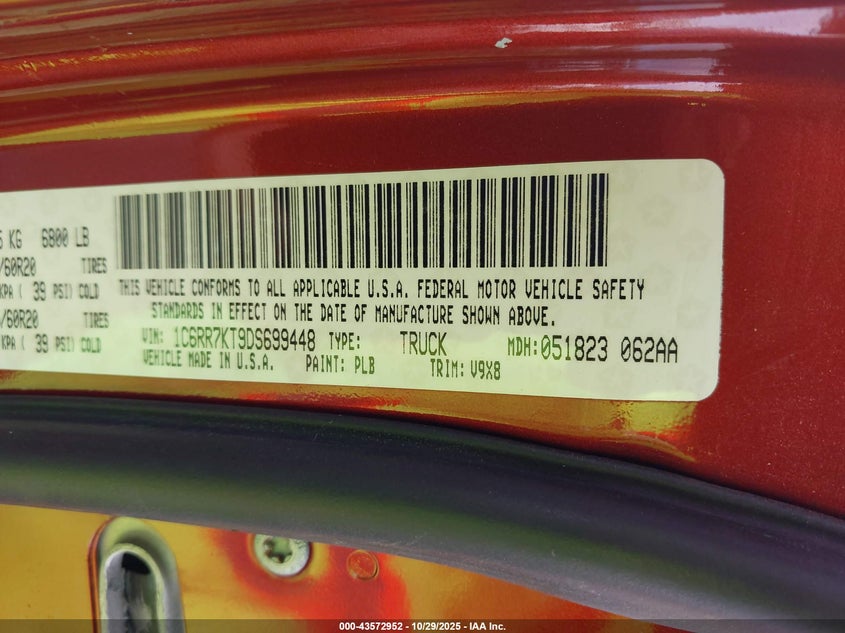 KG 6800 LB
/60R20 TIRES
KPA ( 39 PSI) COLD
/60R20 TIRES
KPA ( 39 PSI) COLD
THIS VEHICLE CONFORMS TO ALL APPLICABLE U.S.A. FEDERAL MOTOR VEHICLE SAFETY
STANDARDS IN EFFECT ON THE DATE OF MANUFACTURE SHOWN ABOVE.
VIN: 1C6RR7KT9DS699448 TYPE: TRUCK MDH:051823 062AA
VEHICLE MADE IN U.S.A. PAINT: PLB TRIM: V9X8
000-43572952 | 10/29/2025 - IAA Inc.